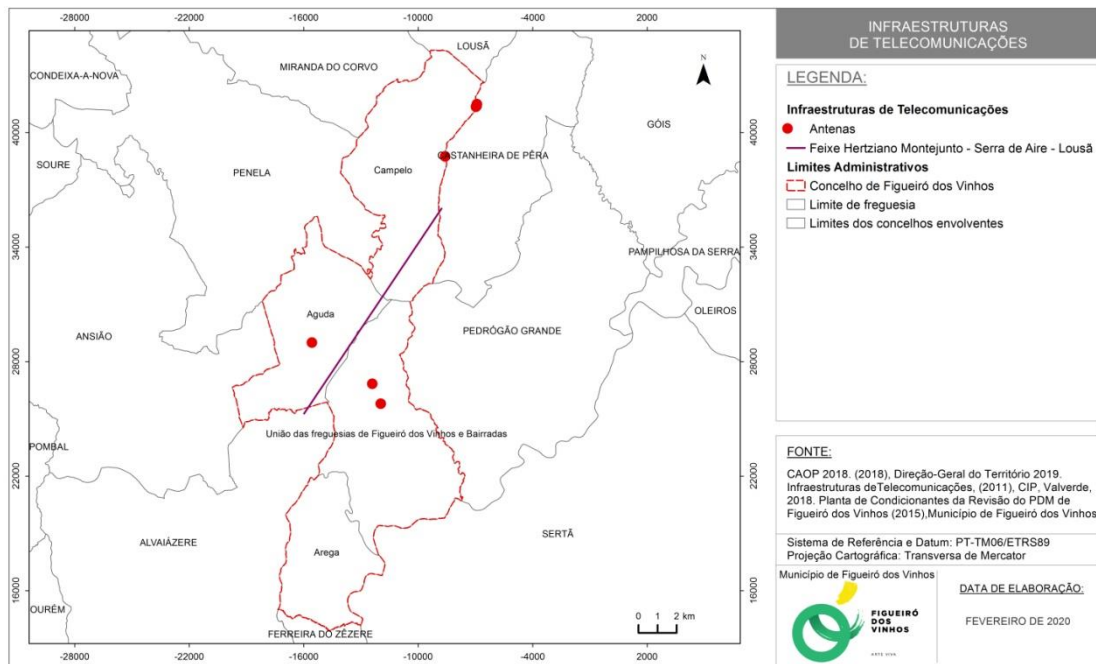 -28000 -22000 -16000 -10000 -4000 -2000
INFRAESTRUTURAS
DE TELECOMUNICAÇÕES
LEGENDA:
Infraestruturas de Telecomunicações
Antenas
Feixe Hertziano Montejunto - Serra de Aire - Lousã
Limites Administrativos
Concelho de Figueiró dos Vinhos
Limite de freguesia
Limites dos concelhos envolventes
N
LOUSÃ
MIRANDA DO CORVO
CONDEIXA-A-NOVA
GÓIS
40000 40000
CASTANHEIRA DE PÊRA
SOURE
PENELA
Campelo
34000 34000
PAMPILHOSA DA SERRA
OLEIROS
Aguda
PEDRÓGÃO GRANDE
ANSIÃO
28000 28000
União das freguesias de Figueiró dos Vinhos e Bairradas
POMBAL
22000 22000
SERTÃ
ALVAIÁZERE
Arega
16000 16000
OURÉM
FERREIRA DO ZÊZERE
0 1 2 km
-28000 -22000 -16000 -10000 -4000 -2000
FONTE:
CAOP 2018. (2018), Direção-Geral do Território 2019.
Infraestruturas deTelecomunicações, (2011), CIP, Valverde,
2018. Planta de Condicionantes da Revisão do PDM de
Figueiró dos Vinhos (2015),Município de Figueiró dos Vinhos
Sistema de Referência e Datum: PT-TM06/ETRS89
Projeção Cartográfica: Transversa de Mercator
Município de Figueiró dos Vinhos
FIGUEIRÓ
DOS
VINHOS
ARTE VIVA
DATA DE ELABORAÇÃO:
FEVEREIRO DE 2020